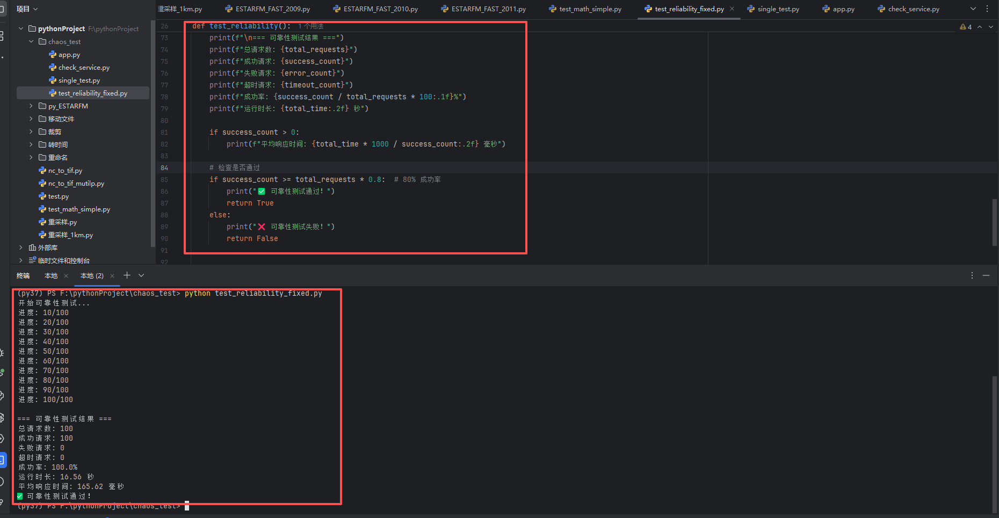 项目
重采样_1km.py
ESTARFM_FAST_2009.py
ESTARFM_FAST_2010.py
ESTARFM_FAST_2011.py
test_math_simple.py
test_reliability_fixed.py
single_test.py
app.py
check_service.py
pythonProject F:\pythonProject
chaos_test
app.py
check_service.py
single_test.py
test_reliability_fixed.py
py_ESTARFM
移动文件
裁剪
转时间
重命名
nc_to_tif.py
nc_to_tif_mutilp.py
test.py
test_math_simple.py
重采样.py
重采样_1km.py
外部库
临时文件和控制台
4
26 def test_reliability(): 1个用法
73 print(f"\n=== 可靠性测试结果 ===")
74 print(f"总请求数: {total_requests}")
75 print(f"成功请求: {success_count}")
76 print(f"失败请求: {error_count}")
77 print(f"超时请求: {timeout_count}")
78 print(f"成功率: {success_count / total_requests * 100:.1f}%")
79 print(f"运行时长: {total_time:.2f} 秒")
80
81 if success_count > 0:
82 print(f"平均响应时间: {total_time * 1000 / success_count:.2f} 毫秒")
83
84 # 检查是否通过
85 if success_count >= total_requests * 0.8: # 80% 成功率
86 print("✅ 可靠性测试通过!")
87 return True
88 else:
89 print("❌ 可靠性测试失败!")
90 return False
91
92
终端
本地
本地 (2)
(py37) PS F:\pythonProject\chaos_test> python test_reliability_fixed.py
开始可靠性测试...
进度: 10/100
进度: 20/100
进度: 30/100
进度: 40/100
进度: 50/100
进度: 60/100
进度: 70/100
进度: 80/100
进度: 90/100
进度: 100/100
=== 可靠性测试结果 ===
总请求数: 100
成功请求: 100
失败请求: 0
超时请求: 0
成功率: 100.0%
运行时长: 16.56 秒
平均响应时间: 165.62 毫秒
✅ 可靠性测试通过!
(py37) PS F:\pythonProject\chaos_test>